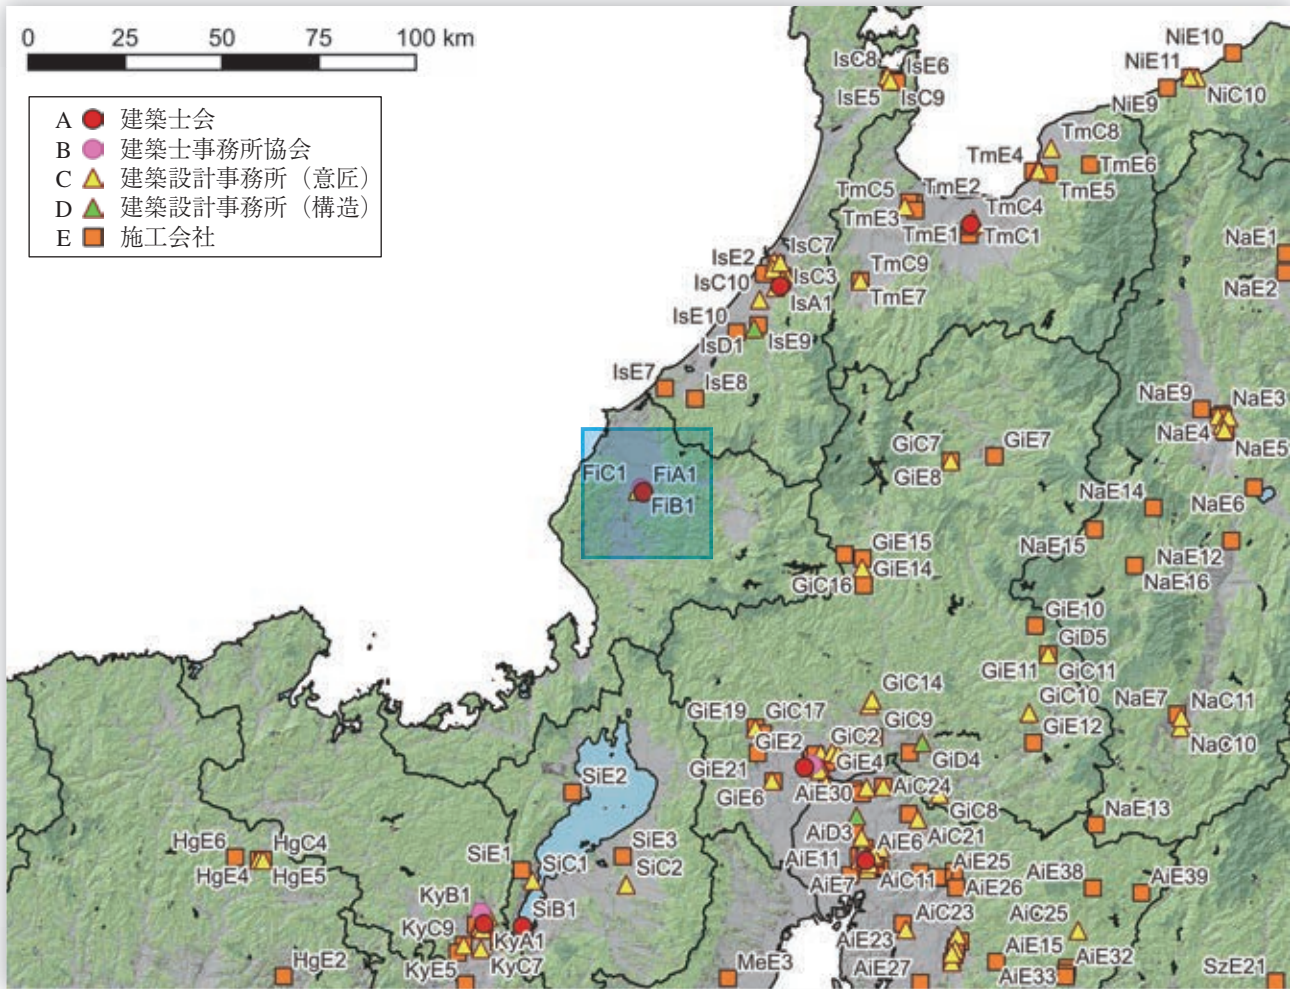 0 25 50 75 100 km
A 建築士会
B 建築士事務所協会
C 建築設計事務所（意匠）
D 建築設計事務所（構造）
E 施工会社
NiE10
NiE11
NiC10
NiE9
IsC8
IsE6
IsE5
IsC9
TmC8
TmE4
TmE6
TmE5
TmC5
TmE2
TmE3
TmC4
TmE1
TmC1
NaE1
NaE2
IsC7
IsE2
IsC3
IsC10
IsA1
TmC9
TmE7
IsE10
IsD1
IsE9
IsE7
IsE8
NaE9
NaE3
NaE4
NaE5
GiC7
GiE7
GiE8
FiC1
FiA1
FiB1
NaE14
NaE6
NaE15
NaE12
NaE16
GiE15
GiE14
GiC16
GiE10
GiD5
GiE11
GiC11
GiC10
GiE12
NaE7
NaC11
NaC10
GiC14
GiE19
GiC17
GiC9
GiE2
GiC2
GiE4
GiD4
GiE21
GiE6
AiE30
AiC24
GiC8
NaE13
SiE2
AiD3
AiE6
AiC21
HgE6
HgC4
HgE4
HgE5
SiE1
SiC1
SiE3
SiC2
AiE11
AiE7
AiC11
AiE25
AiE26
AiE38
AiE39
KyB1
SiB1
KyC9
KyA1
KyE5
KyC7
AiC23
AiC25
AiE23
AiE15
AiE32
HgE2
MeE3
AiE27
AiE33
SzE21